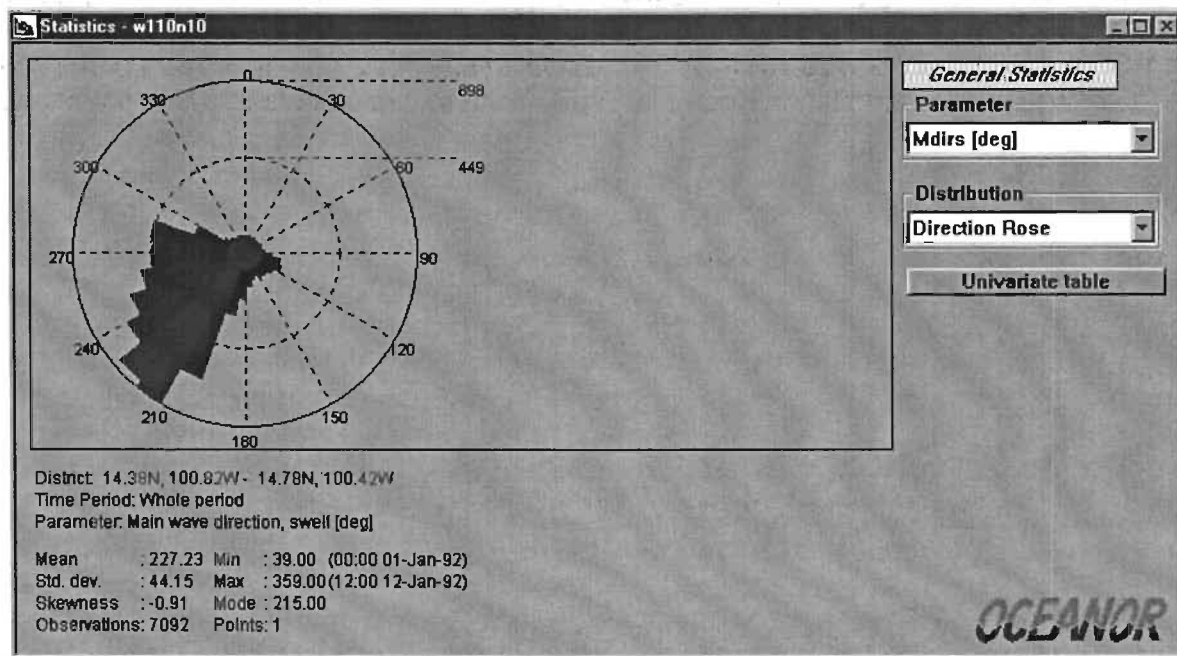 Statistics - w110n10
0
330
30
898
300
60
449
270
90
240
120
210
150
180
General Statistics
Parameter
Mdirs [deg]
Distribution
Direction Rose
Univariate table
District: 14.38N, 100.82W - 14.78N, 100.42W
Time Period: Whole period
Parameter: Main wave direction, swell [deg]
Mean : 227.23 Min : 39.00 (00:00 01-Jan-92)
Std. dev. : 44.15 Max : 359.00 (12:00 12-Jan-92)
Skewness : -0.91 Mode : 215.00
Observations: 7092 Points: 1
OCEANOR